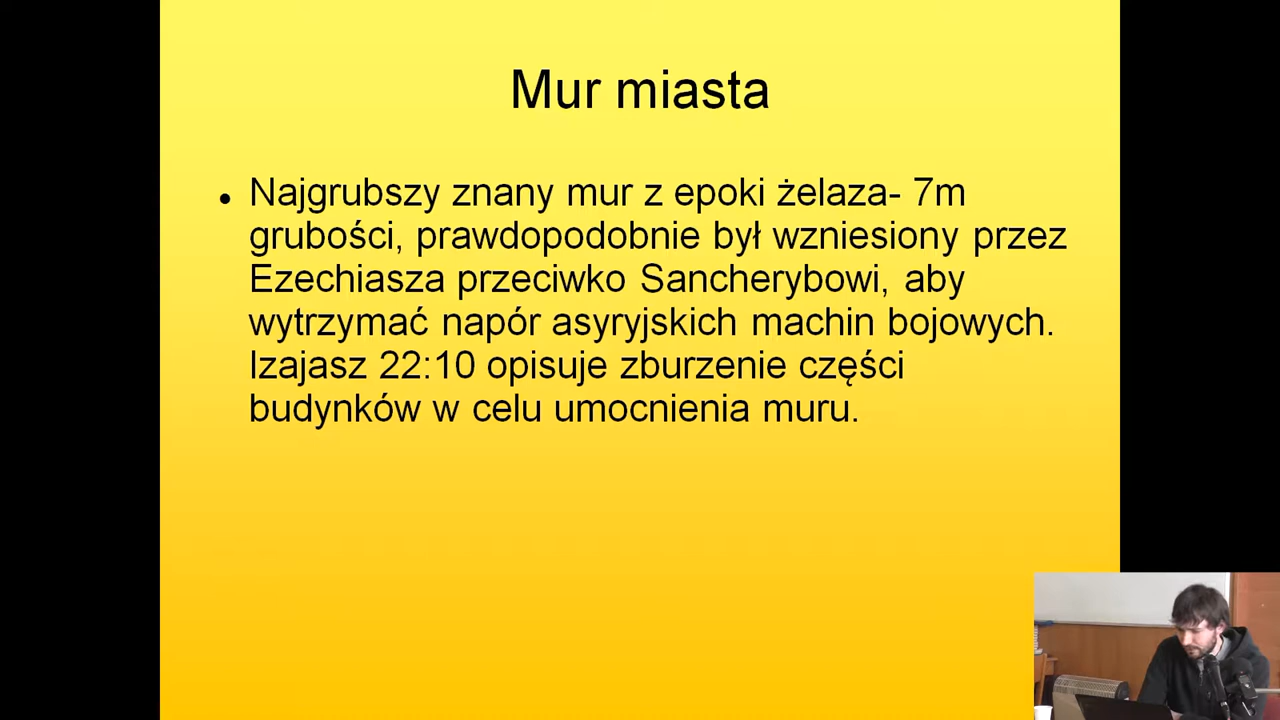 Mur miasta
• Najgrubszy znany mur z epoki żelaza- 7m
grubości, prawdopodobnie był wzniesiony przez
Ezechiasza przeciwko Sancherybowi, aby
wytrzymać napór asyryjskich machin bojowych.
Izajasz 22:10 opisuje zburzenie części
budynków w celu umocnienia muru.